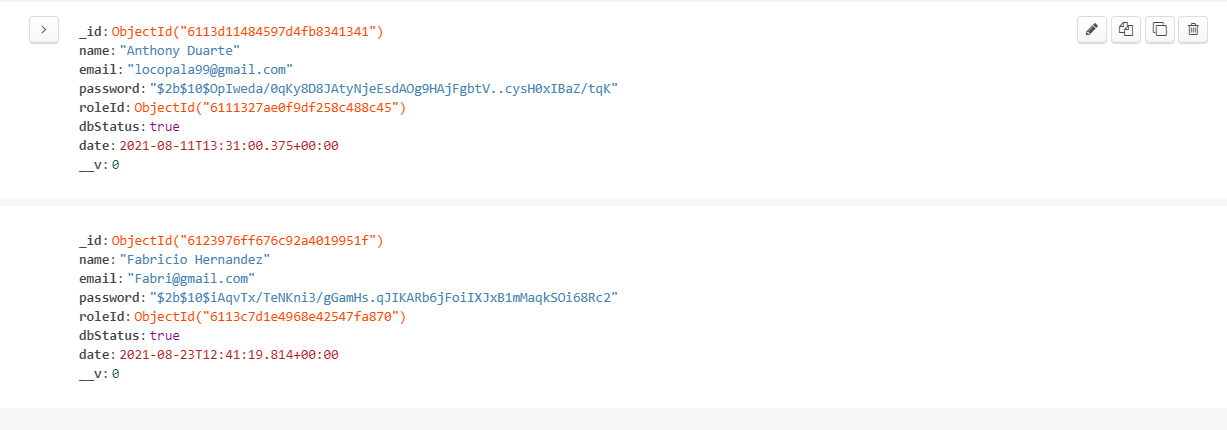 _id: ObjectId("6113d11484597d4fb8341341")
name: "Anthony Duarte"
email: "locopala99@gmail.com"
password: "$2b$10$OpIweda/0qKy8D8JAtyNjeEsdAOg9HAjFgbtV..cysH0xIBaZ/tqK"
roleId: ObjectId("6111327ae0f9df258c488c45")
dbStatus: true
date: 2021-08-11T13:31:00.375+00:00
__v: 0
_id: ObjectId("6123976ff676c92a4019951f")
name: "Fabricio Hernandez"
email: "Fabri@gmail.com"
password: "$2b$10$iAqvTx/TeNKni3/gGamHs.qJIKARb6jFoiIXJxB1mMaqkSOi68Rc2"
roleId: ObjectId("6113c7d1e4968e42547fa870")
dbStatus: true
date: 2021-08-23T12:41:19.814+00:00
__v: 0